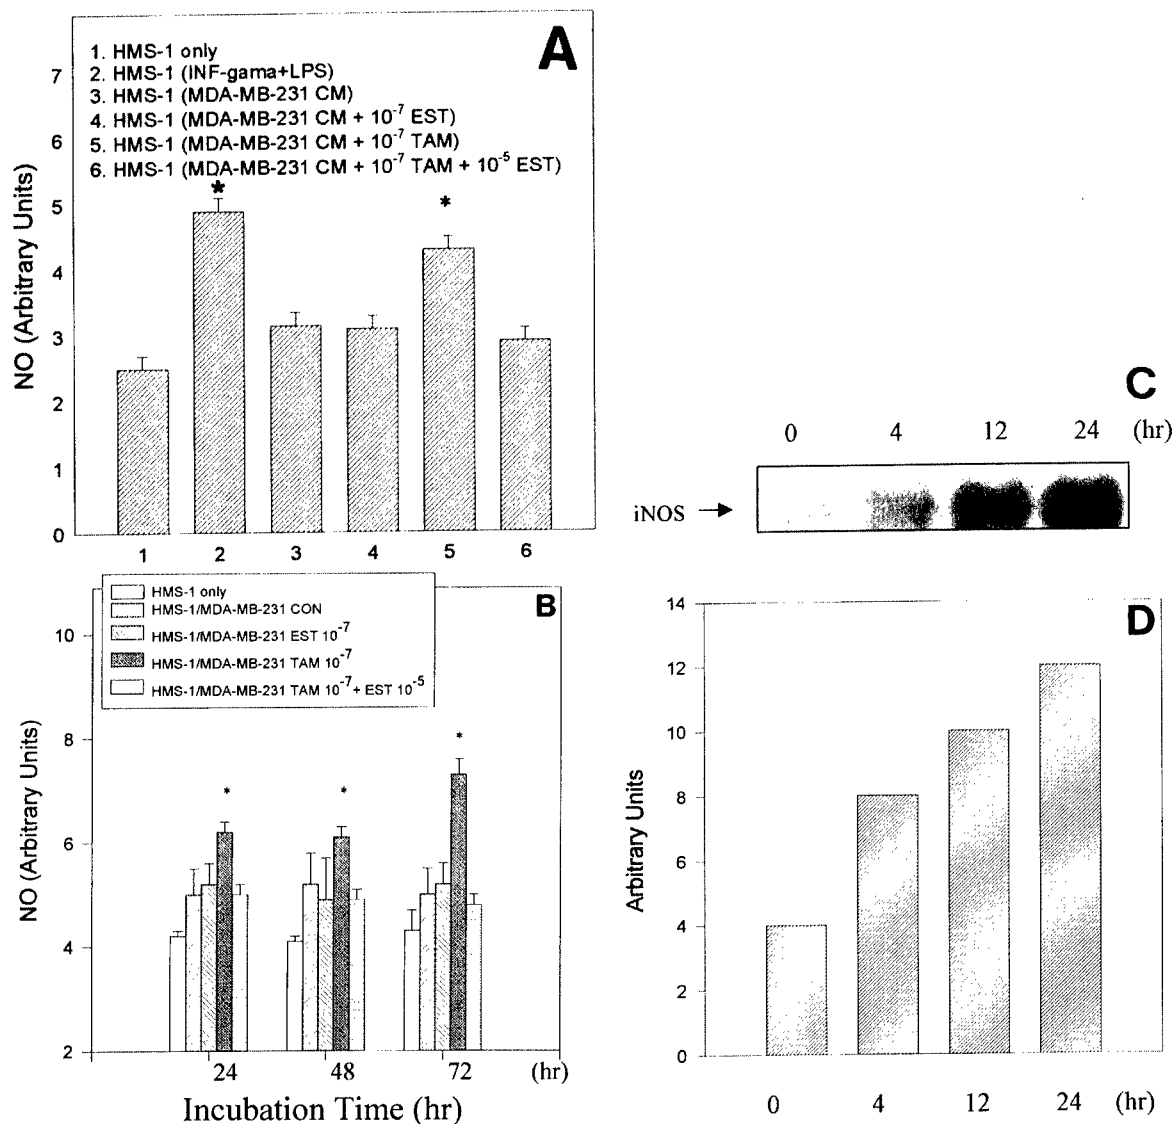 A
1. HMS-1 only
2. HMS-1 (INF-gama+LPS)
3. HMS-1 (MDA-MB-231 CM)
4. HMS-1 (MDA-MB-231 CM + 10^-7 EST)
5. HMS-1 (MDA-MB-231 CM + 10^-7 TAM)
6. HMS-1 (MDA-MB-231 CM + 10^-7 TAM + 10^-5 EST)
* *
NO (Arbitrary Units)
7
6
5
4
3
2
1
0
1 2 3 4 5 6
B
HMS-1 only
HMS-1/MDA-MB-231 CON
HMS-1/MDA-MB-231 EST 10^-7
HMS-1/MDA-MB-231 TAM 10^-7
HMS-1/MDA-MB-231 TAM 10^-7 + EST 10^-5
* * *
NO (Arbitrary Units)
10
8
6
4
2
24 48 72 (hr)
Incubation Time (hr)
C
0 4 12 24 (hr)
iNOS
D
Arbitrary Units
14
12
10
8
6
4
2
0
0 4 12 24 (hr)